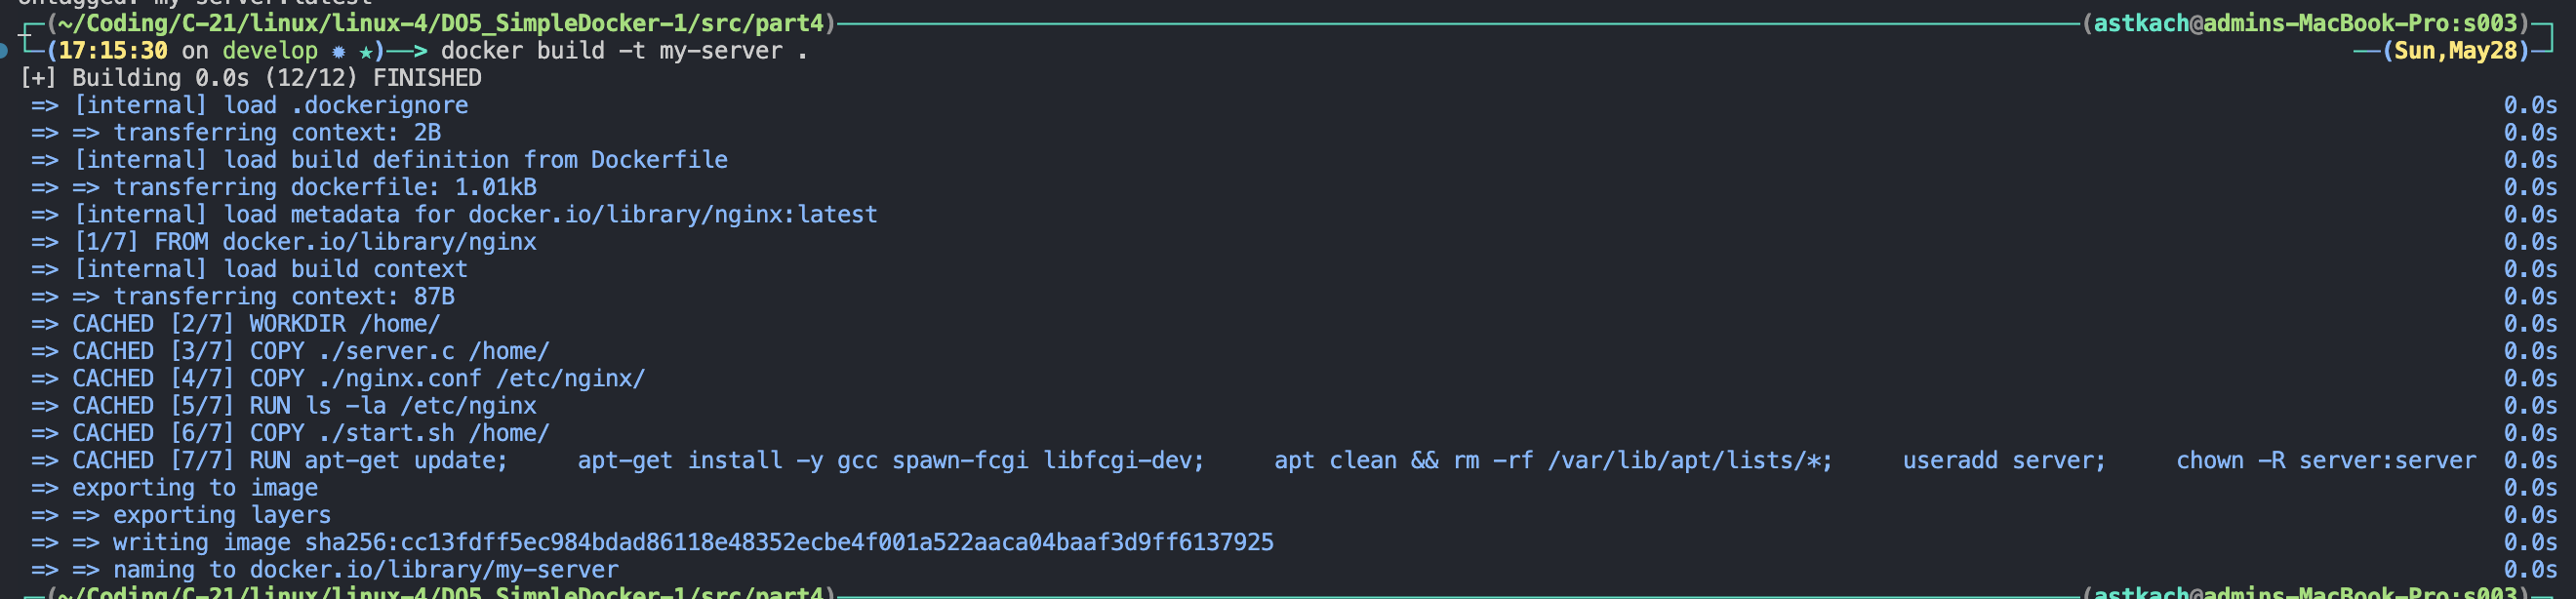 untagged: my-server:latest
(~/Coding/C-21/linux/linux-4/DO5_SimpleDocker-1/src/part4) (astkach@admins-MacBook-Pro:s003)
(17:15:30 on develop ✹ ★)──> docker build -t my-server . (Sun,May28)
[+] Building 0.0s (12/12) FINISHED
=> [internal] load .dockerignore 0.0s
=> => transferring context: 2B 0.0s
=> [internal] load build definition from Dockerfile 0.0s
=> => transferring dockerfile: 1.01kB 0.0s
=> [internal] load metadata for docker.io/library/nginx:latest 0.0s
=> [1/7] FROM docker.io/library/nginx 0.0s
=> [internal] load build context 0.0s
=> => transferring context: 87B 0.0s
=> CACHED [2/7] WORKDIR /home/ 0.0s
=> CACHED [3/7] COPY ./server.c /home/ 0.0s
=> CACHED [4/7] COPY ./nginx.conf /etc/nginx/ 0.0s
=> CACHED [5/7] RUN ls -la /etc/nginx 0.0s
=> CACHED [6/7] COPY ./start.sh /home/ 0.0s
=> CACHED [7/7] RUN apt-get update; apt-get install -y gcc spawn-fcgi libfcgi-dev; apt clean && rm -rf /var/lib/apt/lists/*; useradd server; chown -R server:server 0.0s
=> exporting to image 0.0s
=> => exporting layers 0.0s
=> => writing image sha256:cc13fdff5ec984bdad86118e48352ecbe4f001a522aaca04baaf3d9ff6137925 0.0s
=> => naming to docker.io/library/my-server 0.0s
(~/Coding/C-21/linux/linux-4/DO5_SimpleDocker-1/src/part4) (astkach@admins-MacBook-Pro:s003)